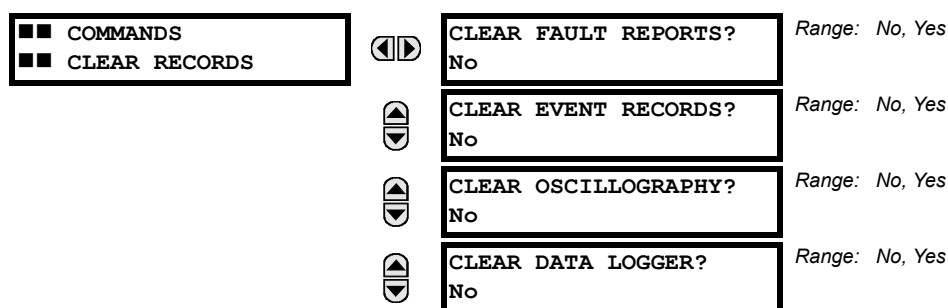 ■■ COMMANDS
■■ CLEAR RECORDS
CLEAR FAULT REPORTS?
No
Range: No, Yes
CLEAR EVENT RECORDS?
No
Range: No, Yes
CLEAR OSCILLOGRAPHY?
No
Range: No, Yes
CLEAR DATA LOGGER?
No
Range: No, Yes